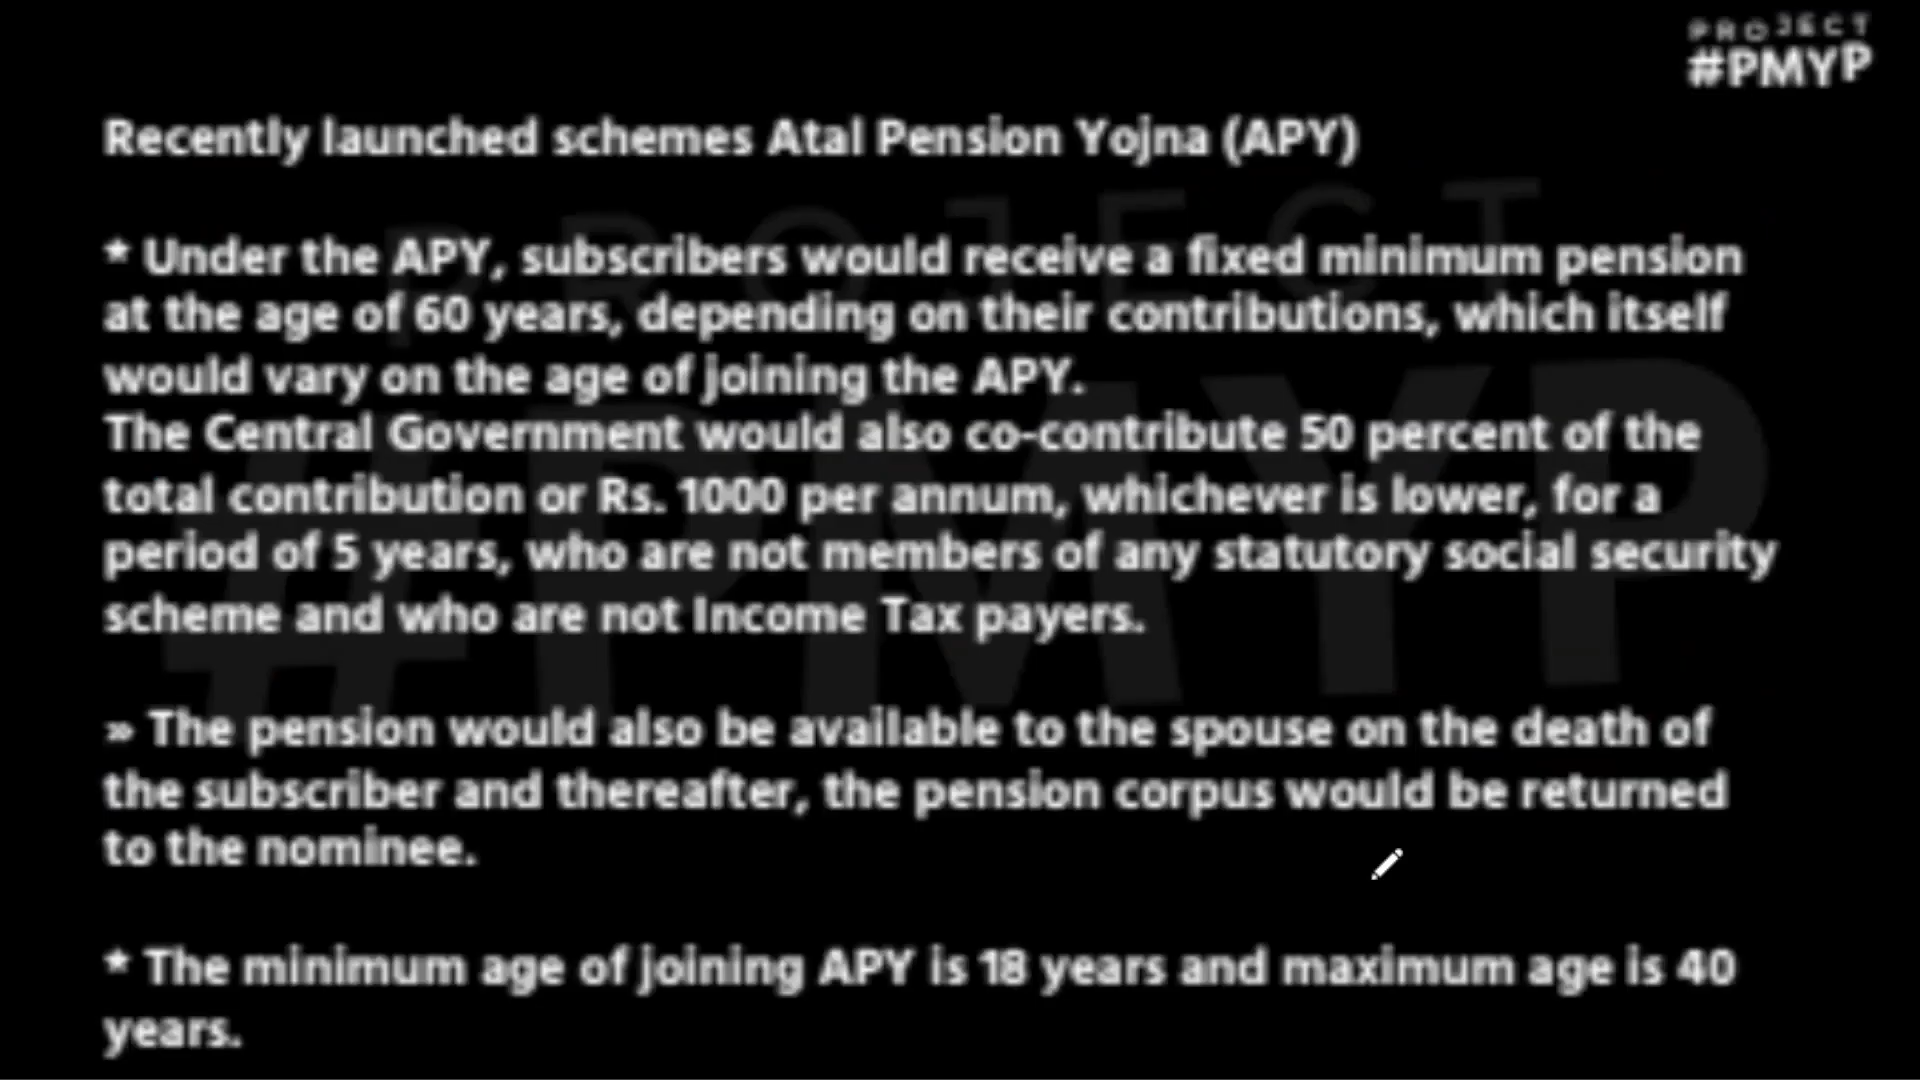 PROJECT
#PMYP
Recently launched schemes Atal Pension Yojna (APY)
* Under the APY, subscribers would receive a fixed minimum pension
at the age of 60 years, depending on their contributions, which itself
would vary on the age of joining the APY.
The Central Government would also co-contribute 50 percent of the
total contribution or Rs. 1000 per annum, whichever is lower, for a
period of 5 years, who are not members of any statutory social security
scheme and who are not Income Tax payers.
» The pension would also be available to the spouse on the death of
the subscriber and thereafter, the pension corpus would be returned
to the nominee.
* The minimum age of joining APY is 18 years and maximum age is 40
years.
PROJECT
#PMYP